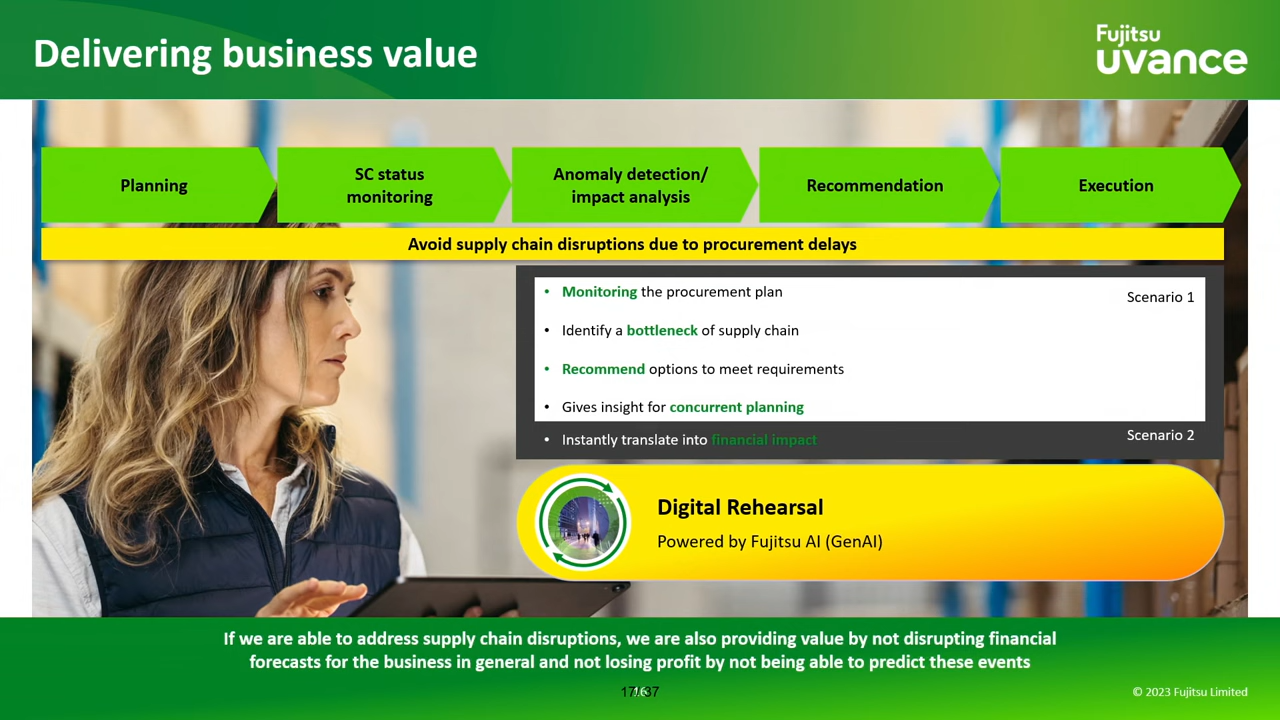 Delivering business value
Fujitsu
uvance
Planning
SC status
monitoring
Anomaly detection/
impact analysis
Recommendation
Execution
Avoid supply chain disruptions due to procurement delays
• Monitoring the procurement plan
Scenario 1
• Identify a bottleneck of supply chain
• Recommend options to meet requirements
• Gives insight for concurrent planning
• Instantly translate into financial impact
Scenario 2
Digital Rehearsal
Powered by Fujitsu AI (GenAI)
If we are able to address supply chain disruptions, we are also providing value by not disrupting financial
forecasts for the business in general and not losing profit by not being able to predict these events
© 2023 Fujitsu Limited